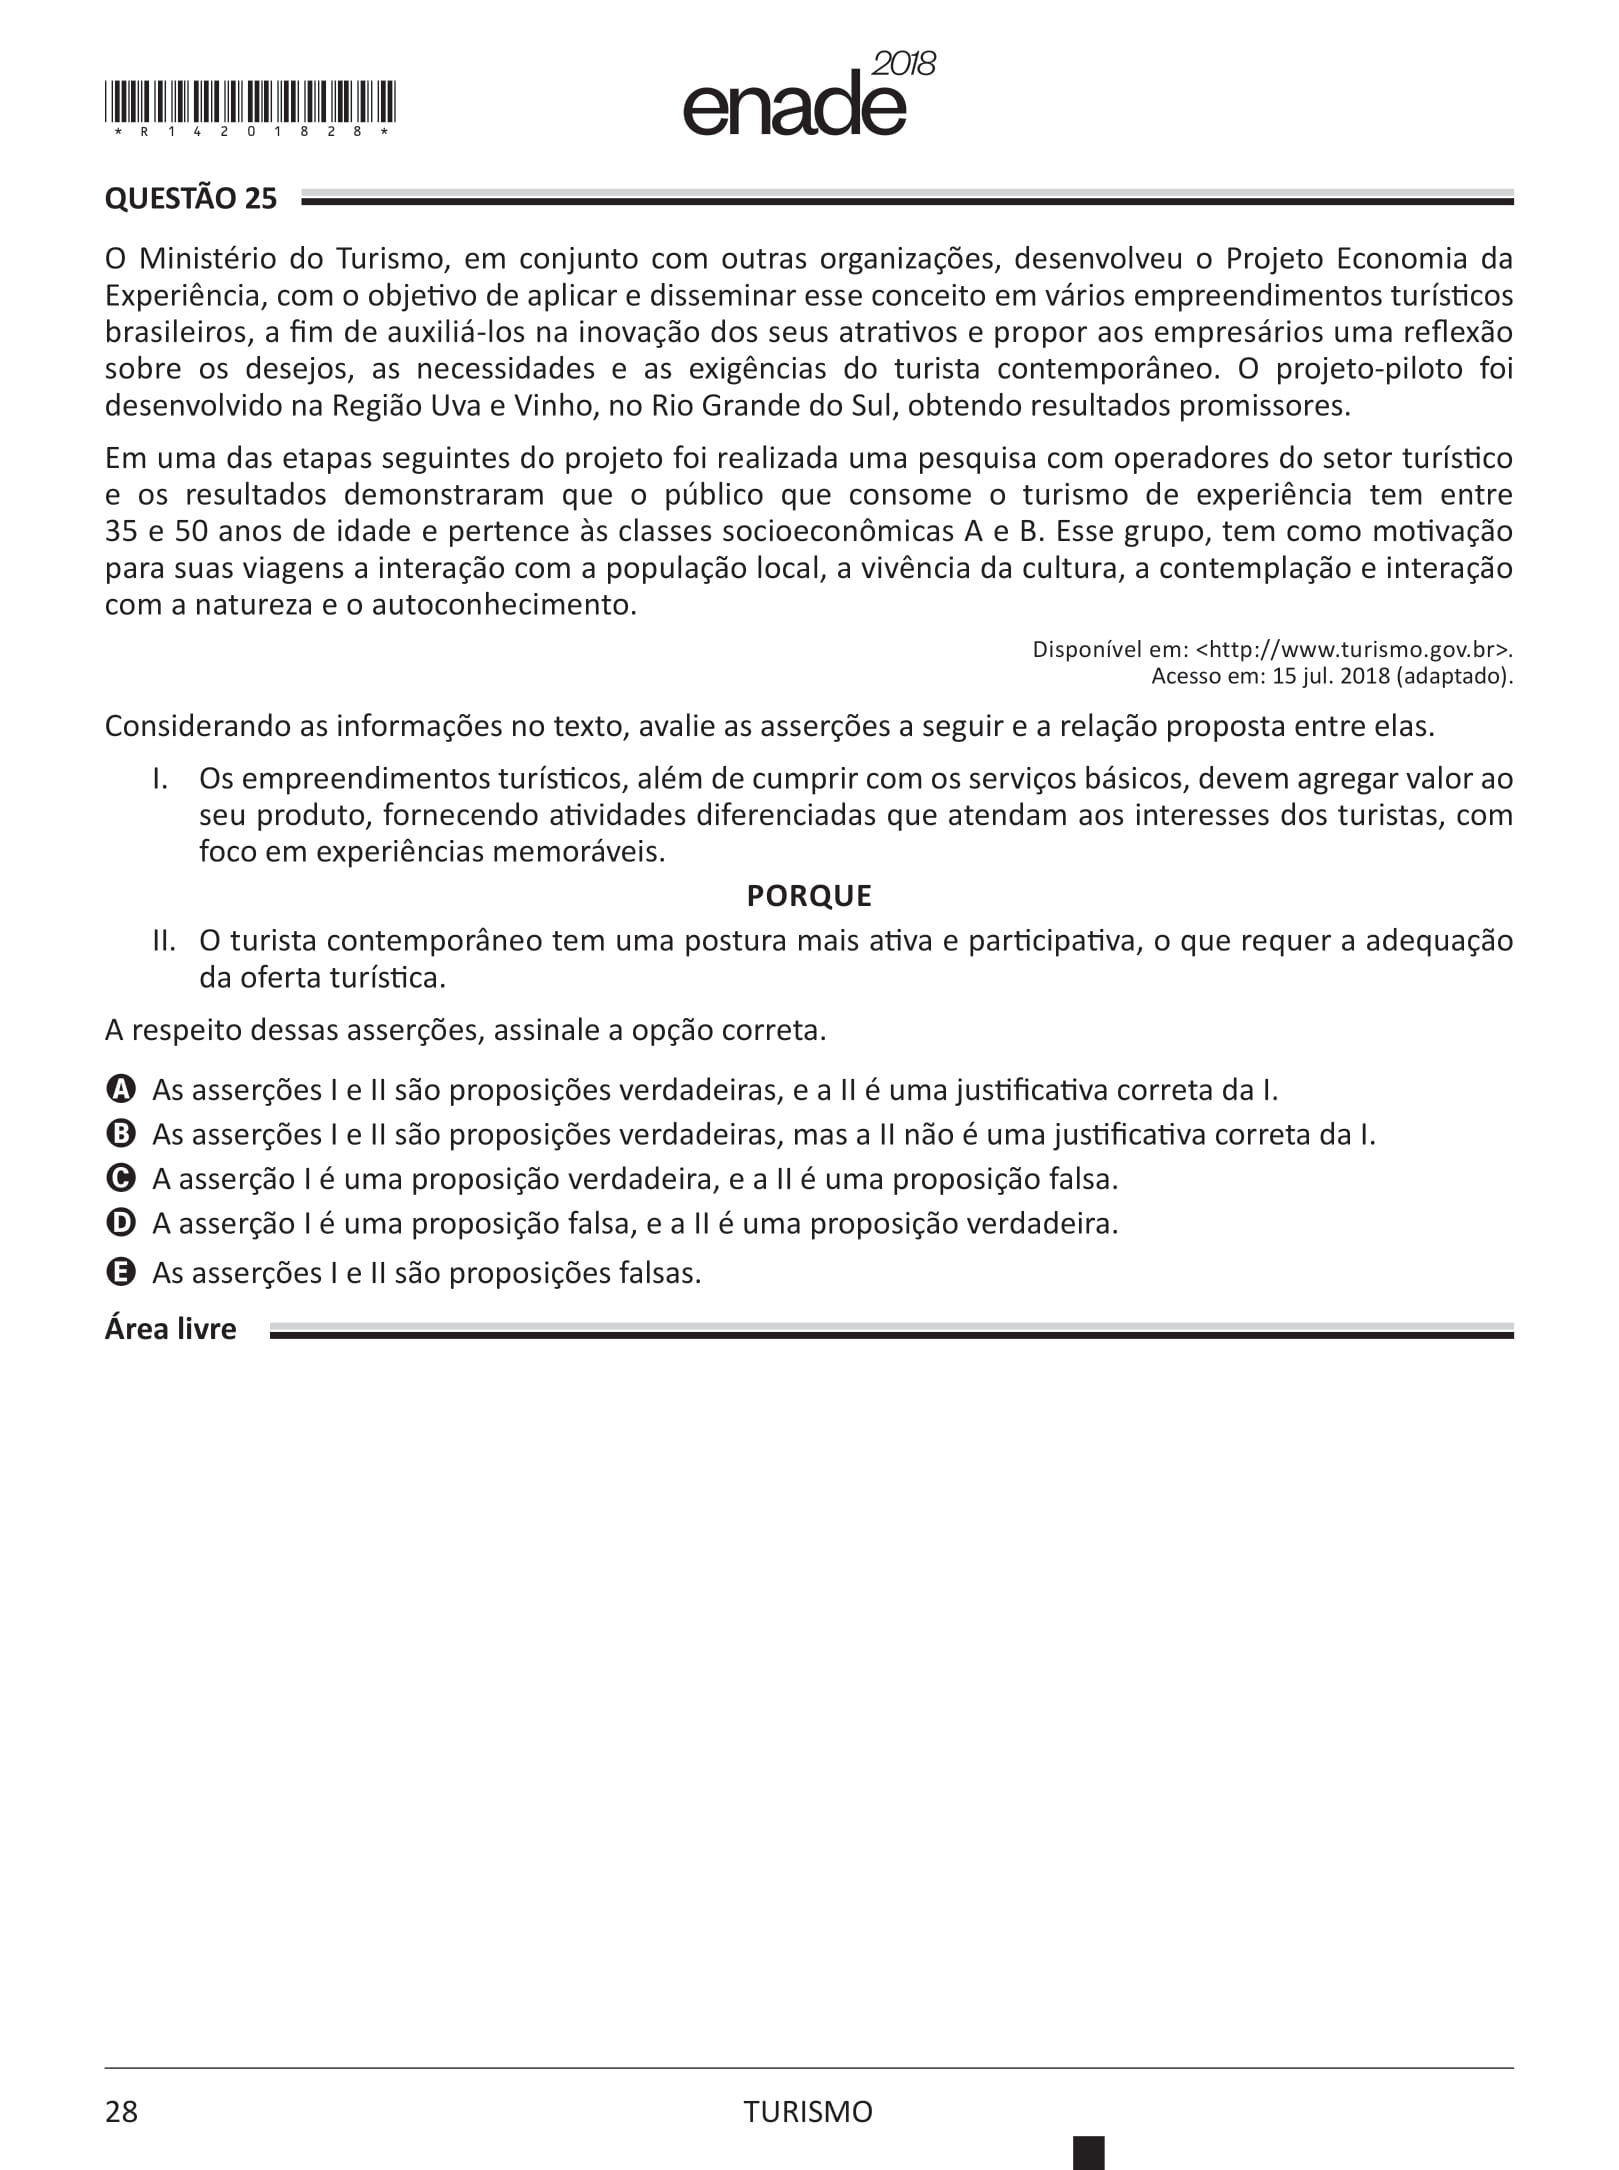 *R14201828*
enade 2018
QUESTÃO 25
O Ministério do Turismo, em conjunto com outras organizações, desenvolveu o Projeto Economia da
Experiência, com o objetivo de aplicar e disseminar esse conceito em vários empreendimentos turísticos
brasileiros, a fim de auxiliá-los na inovação dos seus atrativos e propor aos empresários uma reflexão
sobre os desejos, as necessidades e as exigências do turista contemporâneo. O projeto-piloto foi
desenvolvido na Região Uva e Vinho, no Rio Grande do Sul, obtendo resultados promissores.
Em uma das etapas seguintes do projeto foi realizada uma pesquisa com operadores do setor turístico
e os resultados demonstraram que o público que consome o turismo de experiência tem entre
35 e 50 anos de idade e pertence às classes socioeconômicas A e B. Esse grupo, tem como motivação
para suas viagens a interação com a população local, a vivência da cultura, a contemplação e interação
com a natureza e o autoconhecimento.
Disponível em: <http://www.turismo.gov.br>.
Acesso em: 15 jul. 2018 (adaptado).
Considerando as informações no texto, avalie as asserções a seguir e a relação proposta entre elas.
I. Os empreendimentos turísticos, além de cumprir com os serviços básicos, devem agregar valor ao
seu produto, fornecendo atividades diferenciadas que atendam aos interesses dos turistas, com
foco em experiências memoráveis.
PORQUE
II. O turista contemporâneo tem uma postura mais ativa e participativa, o que requer a adequação
da oferta turística.
A respeito dessas asserções, assinale a opção correta.
A As asserções I e II são proposições verdadeiras, e a II é uma justificativa correta da I.
B As asserções I e II são proposições verdadeiras, mas a II não é uma justificativa correta da I.
C A asserção I é uma proposição verdadeira, e a II é uma proposição falsa.
D A asserção I é uma proposição falsa, e a II é uma proposição verdadeira.
E As asserções I e II são proposições falsas.
Área livre
28
TURISMO